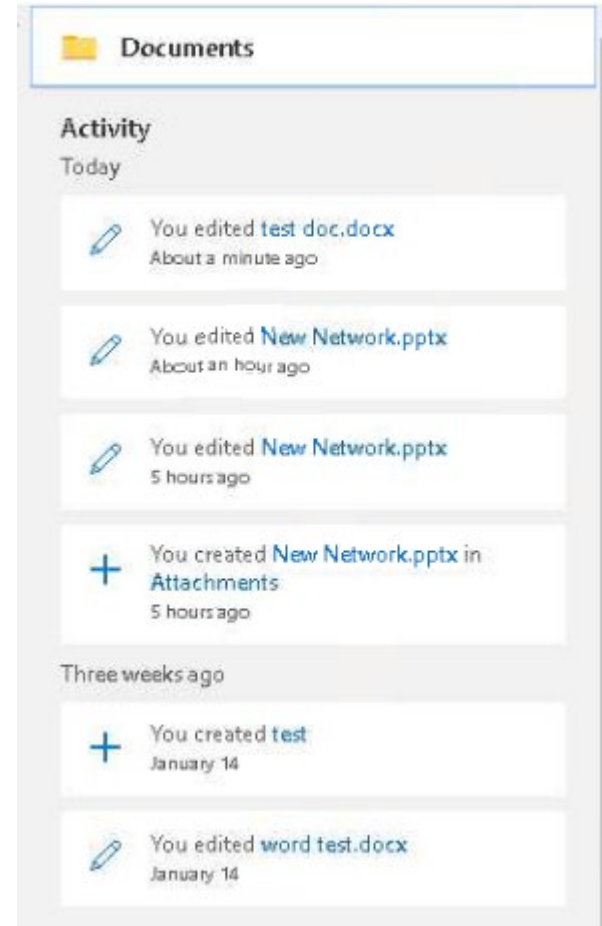 Documents
Activity
Today
You edited test doc.docx
About a minute ago
You edited New Network.pptx
About an hour ago
You edited New Network.pptx
5 hours ago
You created New Network.pptx in
Attachments
5 hours ago
Three weeks ago
You created test
January 14
You edited word test.docx
January 14